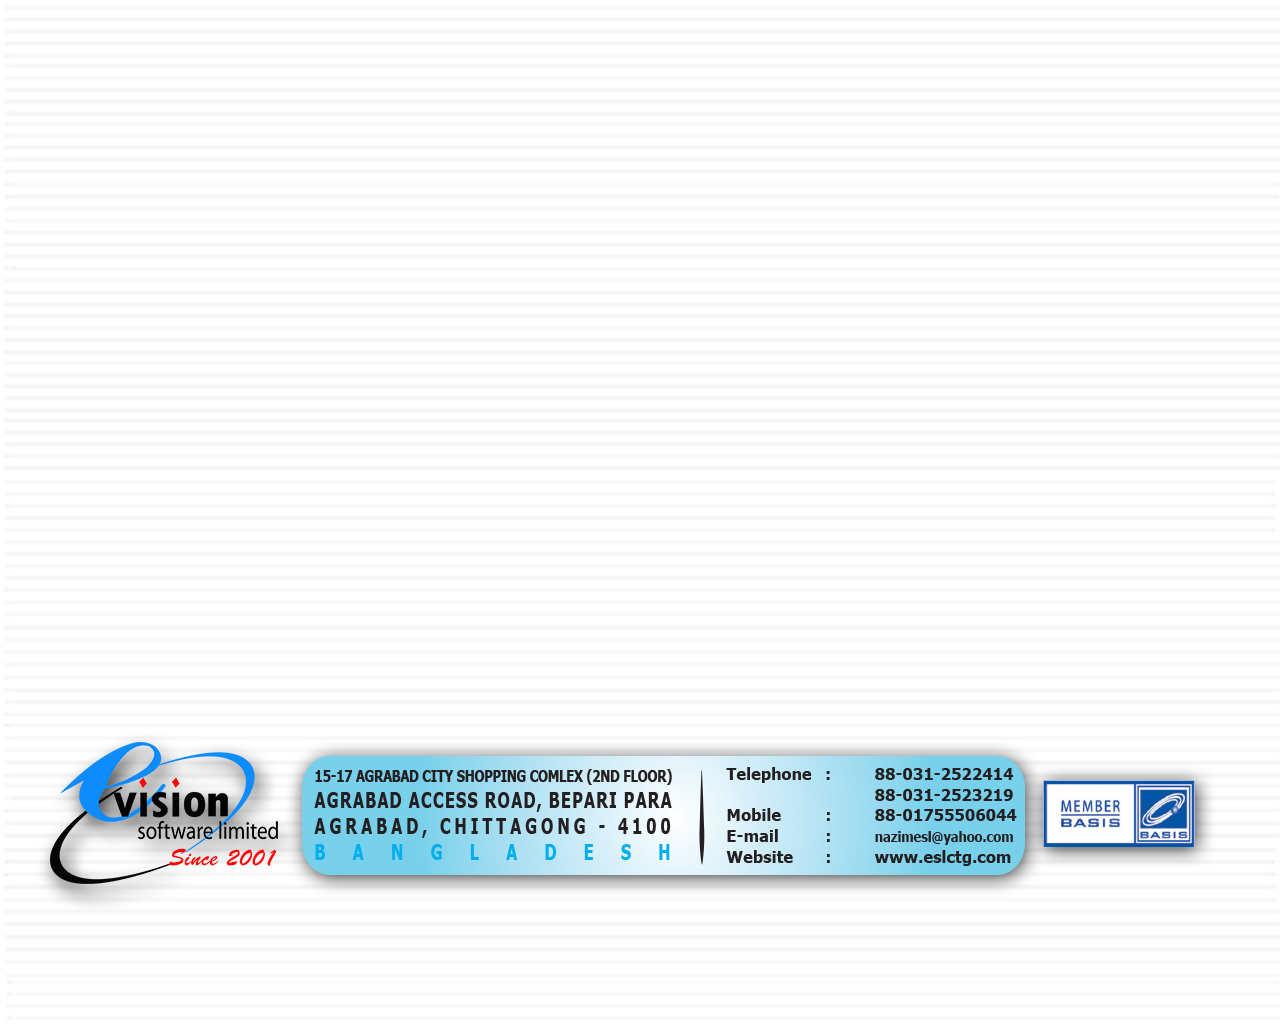 evision
software limited
Since 2001
15-17 AGRABAD CITY SHOPPING COMLEX (2ND FLOOR)
AGRABAD ACCESS ROAD, BEPARI PARA
AGRABAD, CHITTAGONG - 4100
BANGLADESH
Telephone : 88-031-2522414
88-031-2523219
Mobile : 88-01755506044
E-mail : nazimesl@yahoo.com
Website : www.eslctg.com
MEMBER
BASIS
BASIS